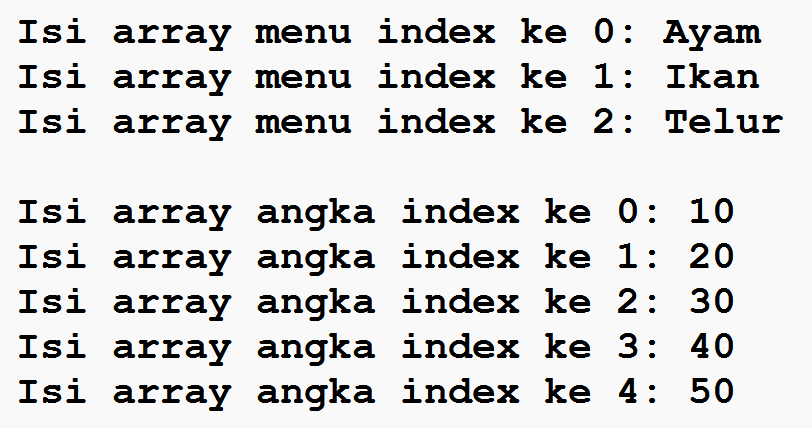 Isi array menu index ke 0: Ayam
Isi array menu index ke 1: Ikan
Isi array menu index ke 2: Telur
Isi array angka index ke 0: 10
Isi array angka index ke 1: 20
Isi array angka index ke 2: 30
Isi array angka index ke 3: 40
Isi array angka index ke 4: 50